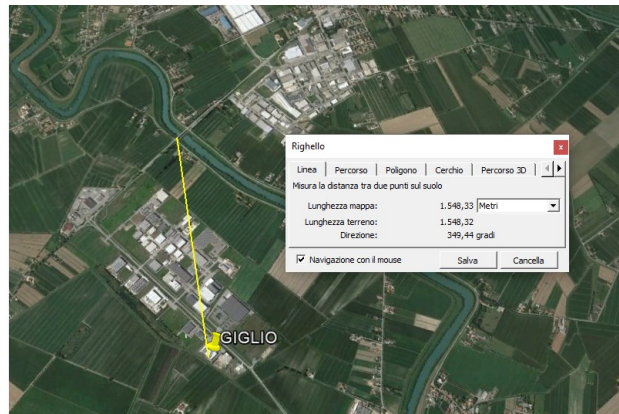 Righello
x
Linea Percorso Poligono Cerchio Percorso 3D
Misura la distanza tra due punti sul suolo
Lunghezza mappa: 1.548,33 Metri
Lunghezza terreno: 1.548,32
Direzione: 349,44 gradi
Navigazione con il mouse Salva Cancella
GIGLIO